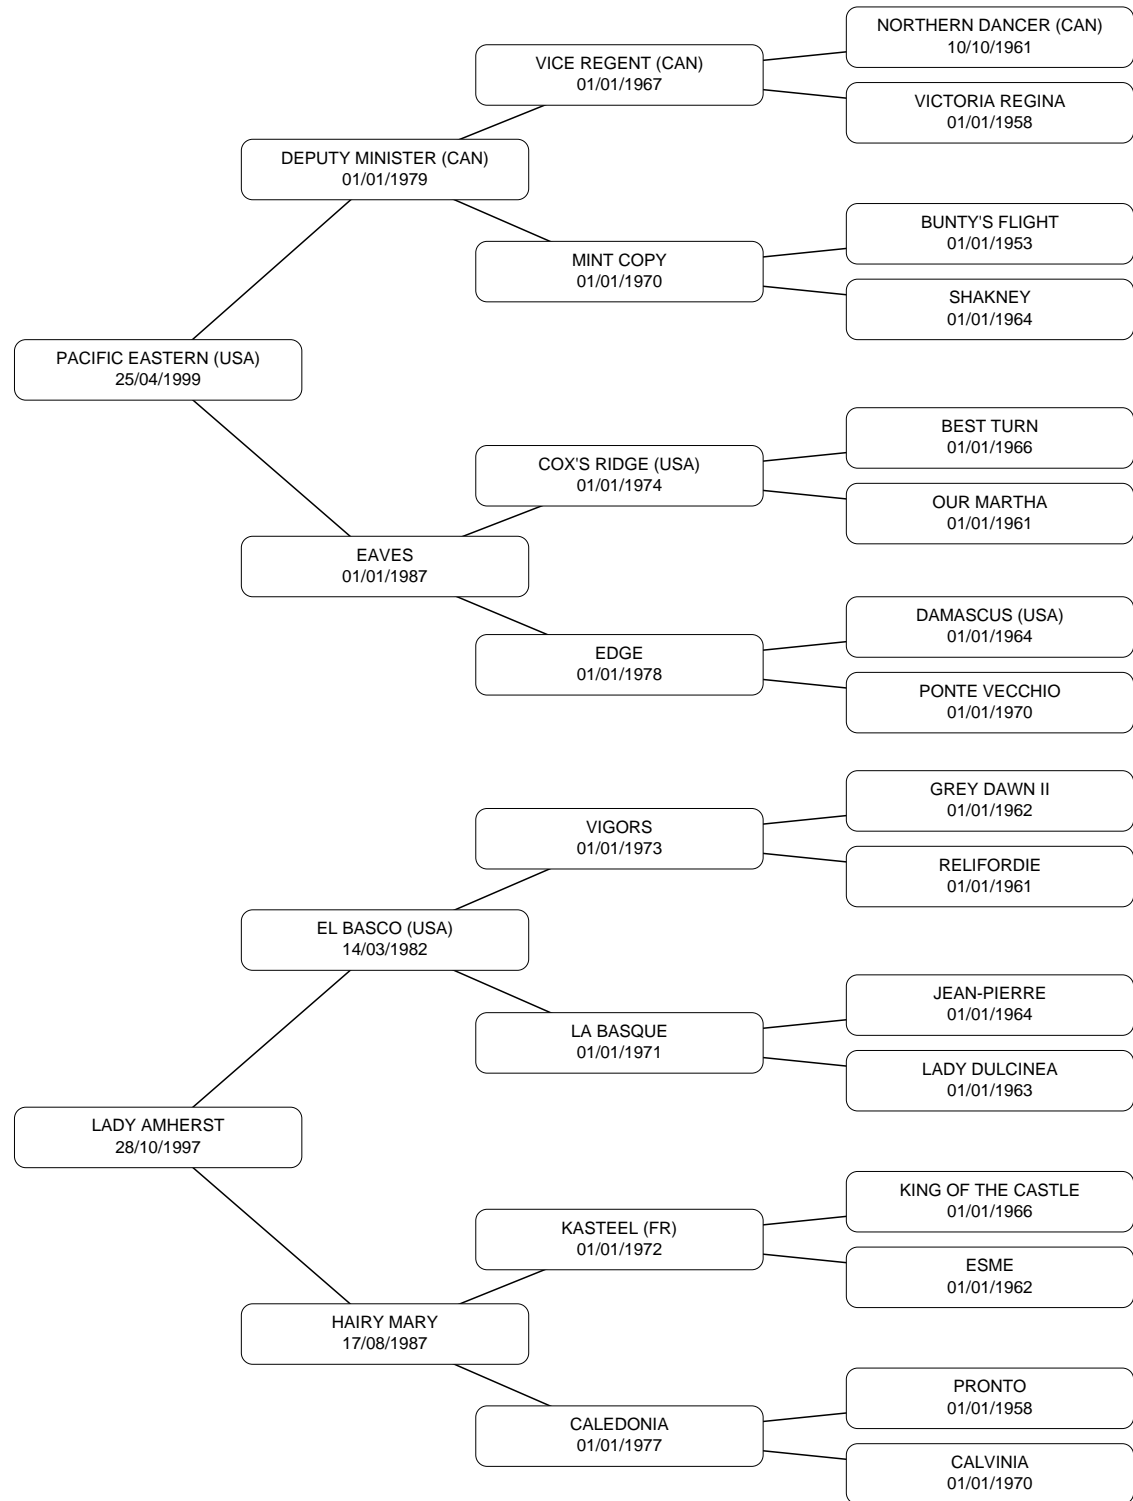 NORTHERN DANCER (CAN)
10/10/1961
VICE REGENT (CAN)
01/01/1967
VICTORIA REGINA
01/01/1958
DEPUTY MINISTER (CAN)
01/01/1979
BUNTY'S FLIGHT
01/01/1953
MINT COPY
01/01/1970
SHAKNEY
01/01/1964
PACIFIC EASTERN (USA)
25/04/1999
BEST TURN
01/01/1966
COX'S RIDGE (USA)
01/01/1974
OUR MARTHA
01/01/1961
EAVES
01/01/1987
DAMASCUS (USA)
01/01/1964
EDGE
01/01/1978
PONTE VECCHIO
01/01/1970
GREY DAWN II
01/01/1962
VIGORS
01/01/1973
RELIFORDIE
01/01/1961
EL BASCO (USA)
14/03/1982
JEAN-PIERRE
01/01/1964
LA BASQUE
01/01/1971
LADY DULCINEA
01/01/1963
LADY AMHERST
28/10/1997
KING OF THE CASTLE
01/01/1966
KASTEEL (FR)
01/01/1972
ESME
01/01/1962
HAIRY MARY
17/08/1987
PRONTO
01/01/1958
CALEDONIA
01/01/1977
CALVINIA
01/01/1970